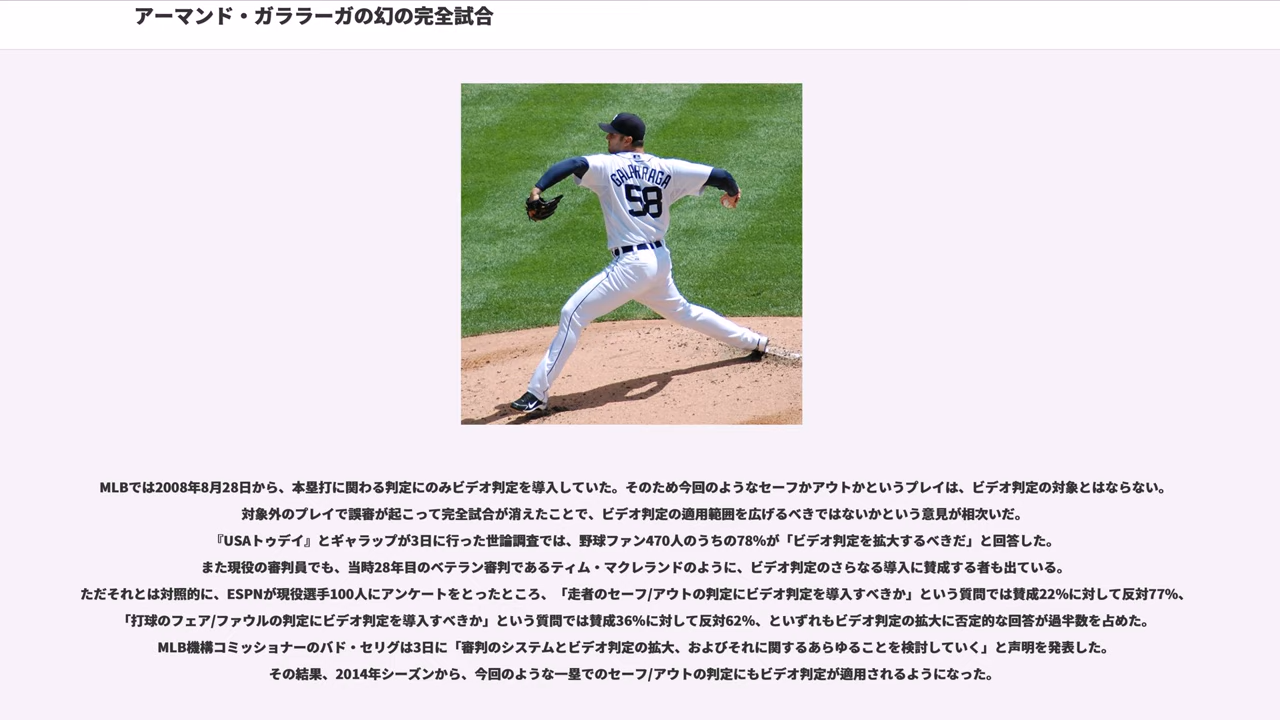 アーマンド・ガララーガの幻の完全試合
GALARRAGA
58
MLBでは2008年8月28日から、本塁打に関わる判定にのみビデオ判定を導入していた。そのため今回のようなセーフかアウトかというプレイは、ビデオ判定の対象とはならない。
対象外のプレイで誤審が起こって完全試合が消えたことで、ビデオ判定の適用範囲を広げるべきではないかという意見が相次いだ。
『USAトゥデイ』とギャラップが3日に行った世論調査では、野球ファン470人のうちの78%が「ビデオ判定を拡大するべきだ」と回答した。
また現役の審判員でも、当時28年目のベテラン審判であるティム・マクレランドのように、ビデオ判定のさらなる導入に賛成する者も出ている。
ただそれとは対照的に、ESPNが現役選手100人にアンケートをとったところ、「走者のセーフ/アウトの判定にビデオ判定を導入すべきか」という質問では賛成22%に対して反対77%、
「打球のフェア/ファウルの判定にビデオ判定を導入すべきか」という質問では賛成36%に対して反対62%、といずれもビデオ判定の拡大に否定的な回答が過半数を占めた。
MLB機構コミッショナーのバド・セリグは3日に「審判のシステムとビデオ判定の拡大、およびそれに関するあらゆることを検討していく」と声明を発表した。
その結果、2014年シーズンから、今回のような一塁でのセーフ/アウトの判定にもビデオ判定が適用されるようになった。